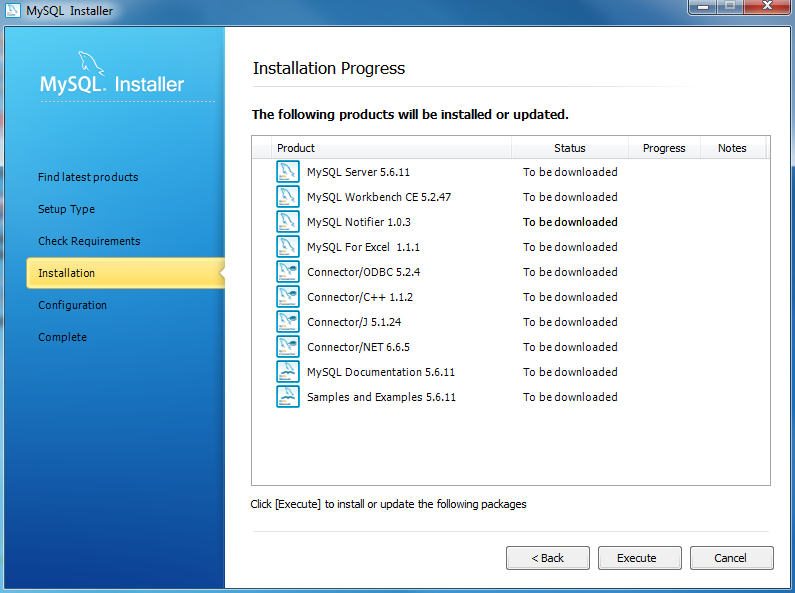 MySQL Installer
MySQL. Installer
Find latest products
Setup Type
Check Requirements
Installation
Configuration
Complete
Installation Progress
The following products will be installed or updated.
Product Status Progress Notes
MySQL Server 5.6.11 To be downloaded
MySQL Workbench CE 5.2.47 To be downloaded
MySQL Notifier 1.0.3 To be downloaded
MySQL For Excel 1.1.1 To be downloaded
Connector/ODBC 5.2.4 To be downloaded
Connector/C++ 1.1.2 To be downloaded
Connector/J 5.1.24 To be downloaded
Connector/NET 6.6.5 To be downloaded
MySQL Documentation 5.6.11 To be downloaded
Samples and Examples 5.6.11 To be downloaded
Click [Execute] to install or update the following packages
< Back Execute Cancel